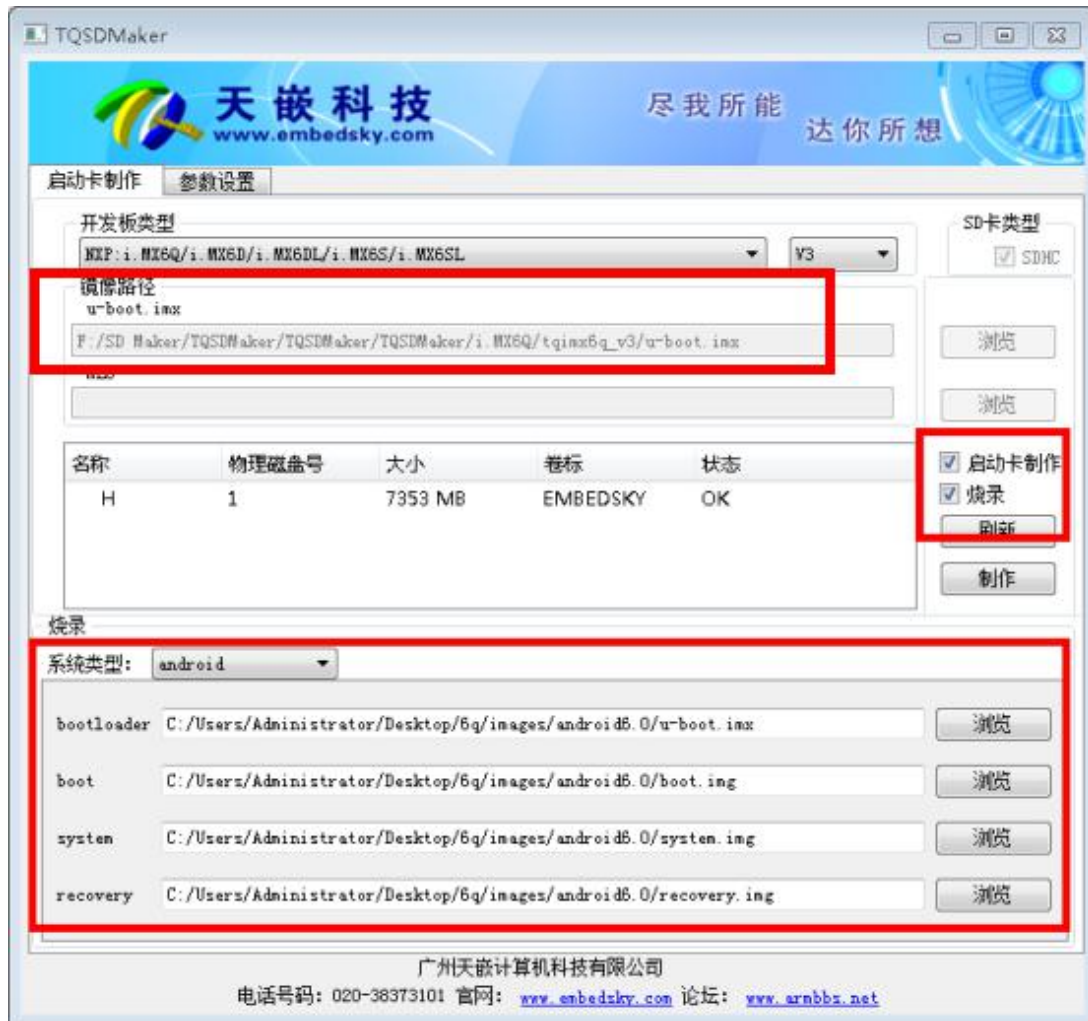 TQSDMaker
天嵌科技
www.embedsky.com
尽我所能
达你所想
启动卡制作 参数设置
开发板类型 SD卡类型
NXP:i.MX6Q/i.MX6D/i.MX6DL/i.MX6S/i.MX6SL V3 SDHC
镜像路径
u-boot.imx
F:/SD Maker/TQSDMaker/TQSDMaker/TQSDMaker/i.MX6Q/tqimx6q_v3/u-boot.imx 浏览
浏览
名称 物理磁盘号 大小 卷标 状态 启动卡制作
H 1 7353 MB EMBEDSKY OK 烧录
刷新
制作
烧录
系统类型: android
bootloader C:/Users/Administrator/Desktop/6q/images/android6.0/u-boot.imx 浏览
boot C:/Users/Administrator/Desktop/6q/images/android6.0/boot.img 浏览
system C:/Users/Administrator/Desktop/6q/images/android6.0/system.img 浏览
recovery C:/Users/Administrator/Desktop/6q/images/android6.0/recovery.img 浏览
广州天嵌计算机科技有限公司
电话号码: 020-38373101 官网: www.embedsky.com 论坛: www.armbbs.net